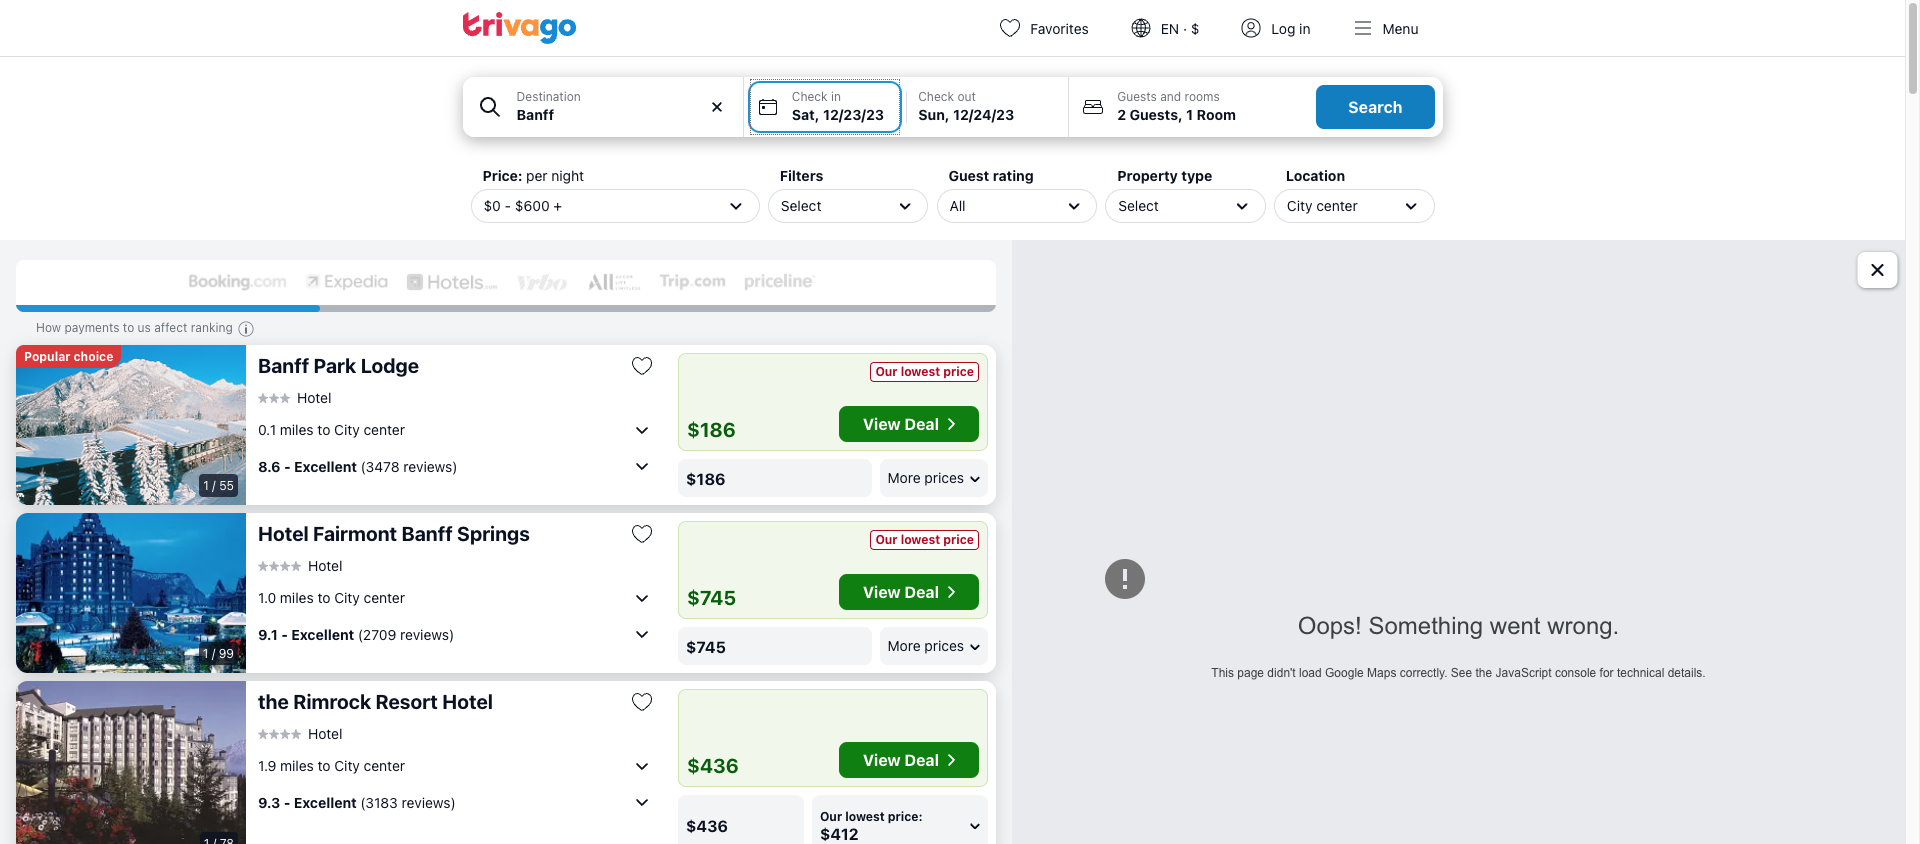 trivago
Favorites
EN · $
Log in
Menu
Destination
Banff
Check in
Sat, 12/23/23
Check out
Sun, 12/24/23
Guests and rooms
2 Guests, 1 Room
Search
Price: per night
$0 - $600 +
Filters
Select
Guest rating
All
Property type
Select
Location
City center
Booking.com
Expedia
Hotels.com
Vrbo
All
Trip.com
priceline
How payments to us affect ranking
Popular choice
1 / 55
Banff Park Lodge
Hotel
0.1 miles to City center
8.6 - Excellent (3478 reviews)
Our lowest price
$186
View Deal
$186
More prices
1 / 99
Hotel Fairmont Banff Springs
Hotel
1.0 miles to City center
9.1 - Excellent (2709 reviews)
Our lowest price
$745
View Deal
$745
More prices
1 / 78
the Rimrock Resort Hotel
Hotel
1.9 miles to City center
9.3 - Excellent (3183 reviews)
$436
View Deal
$436
Our lowest price:
$412
Oops! Something went wrong.
This page didn't load Google Maps correctly. See the JavaScript console for technical details.